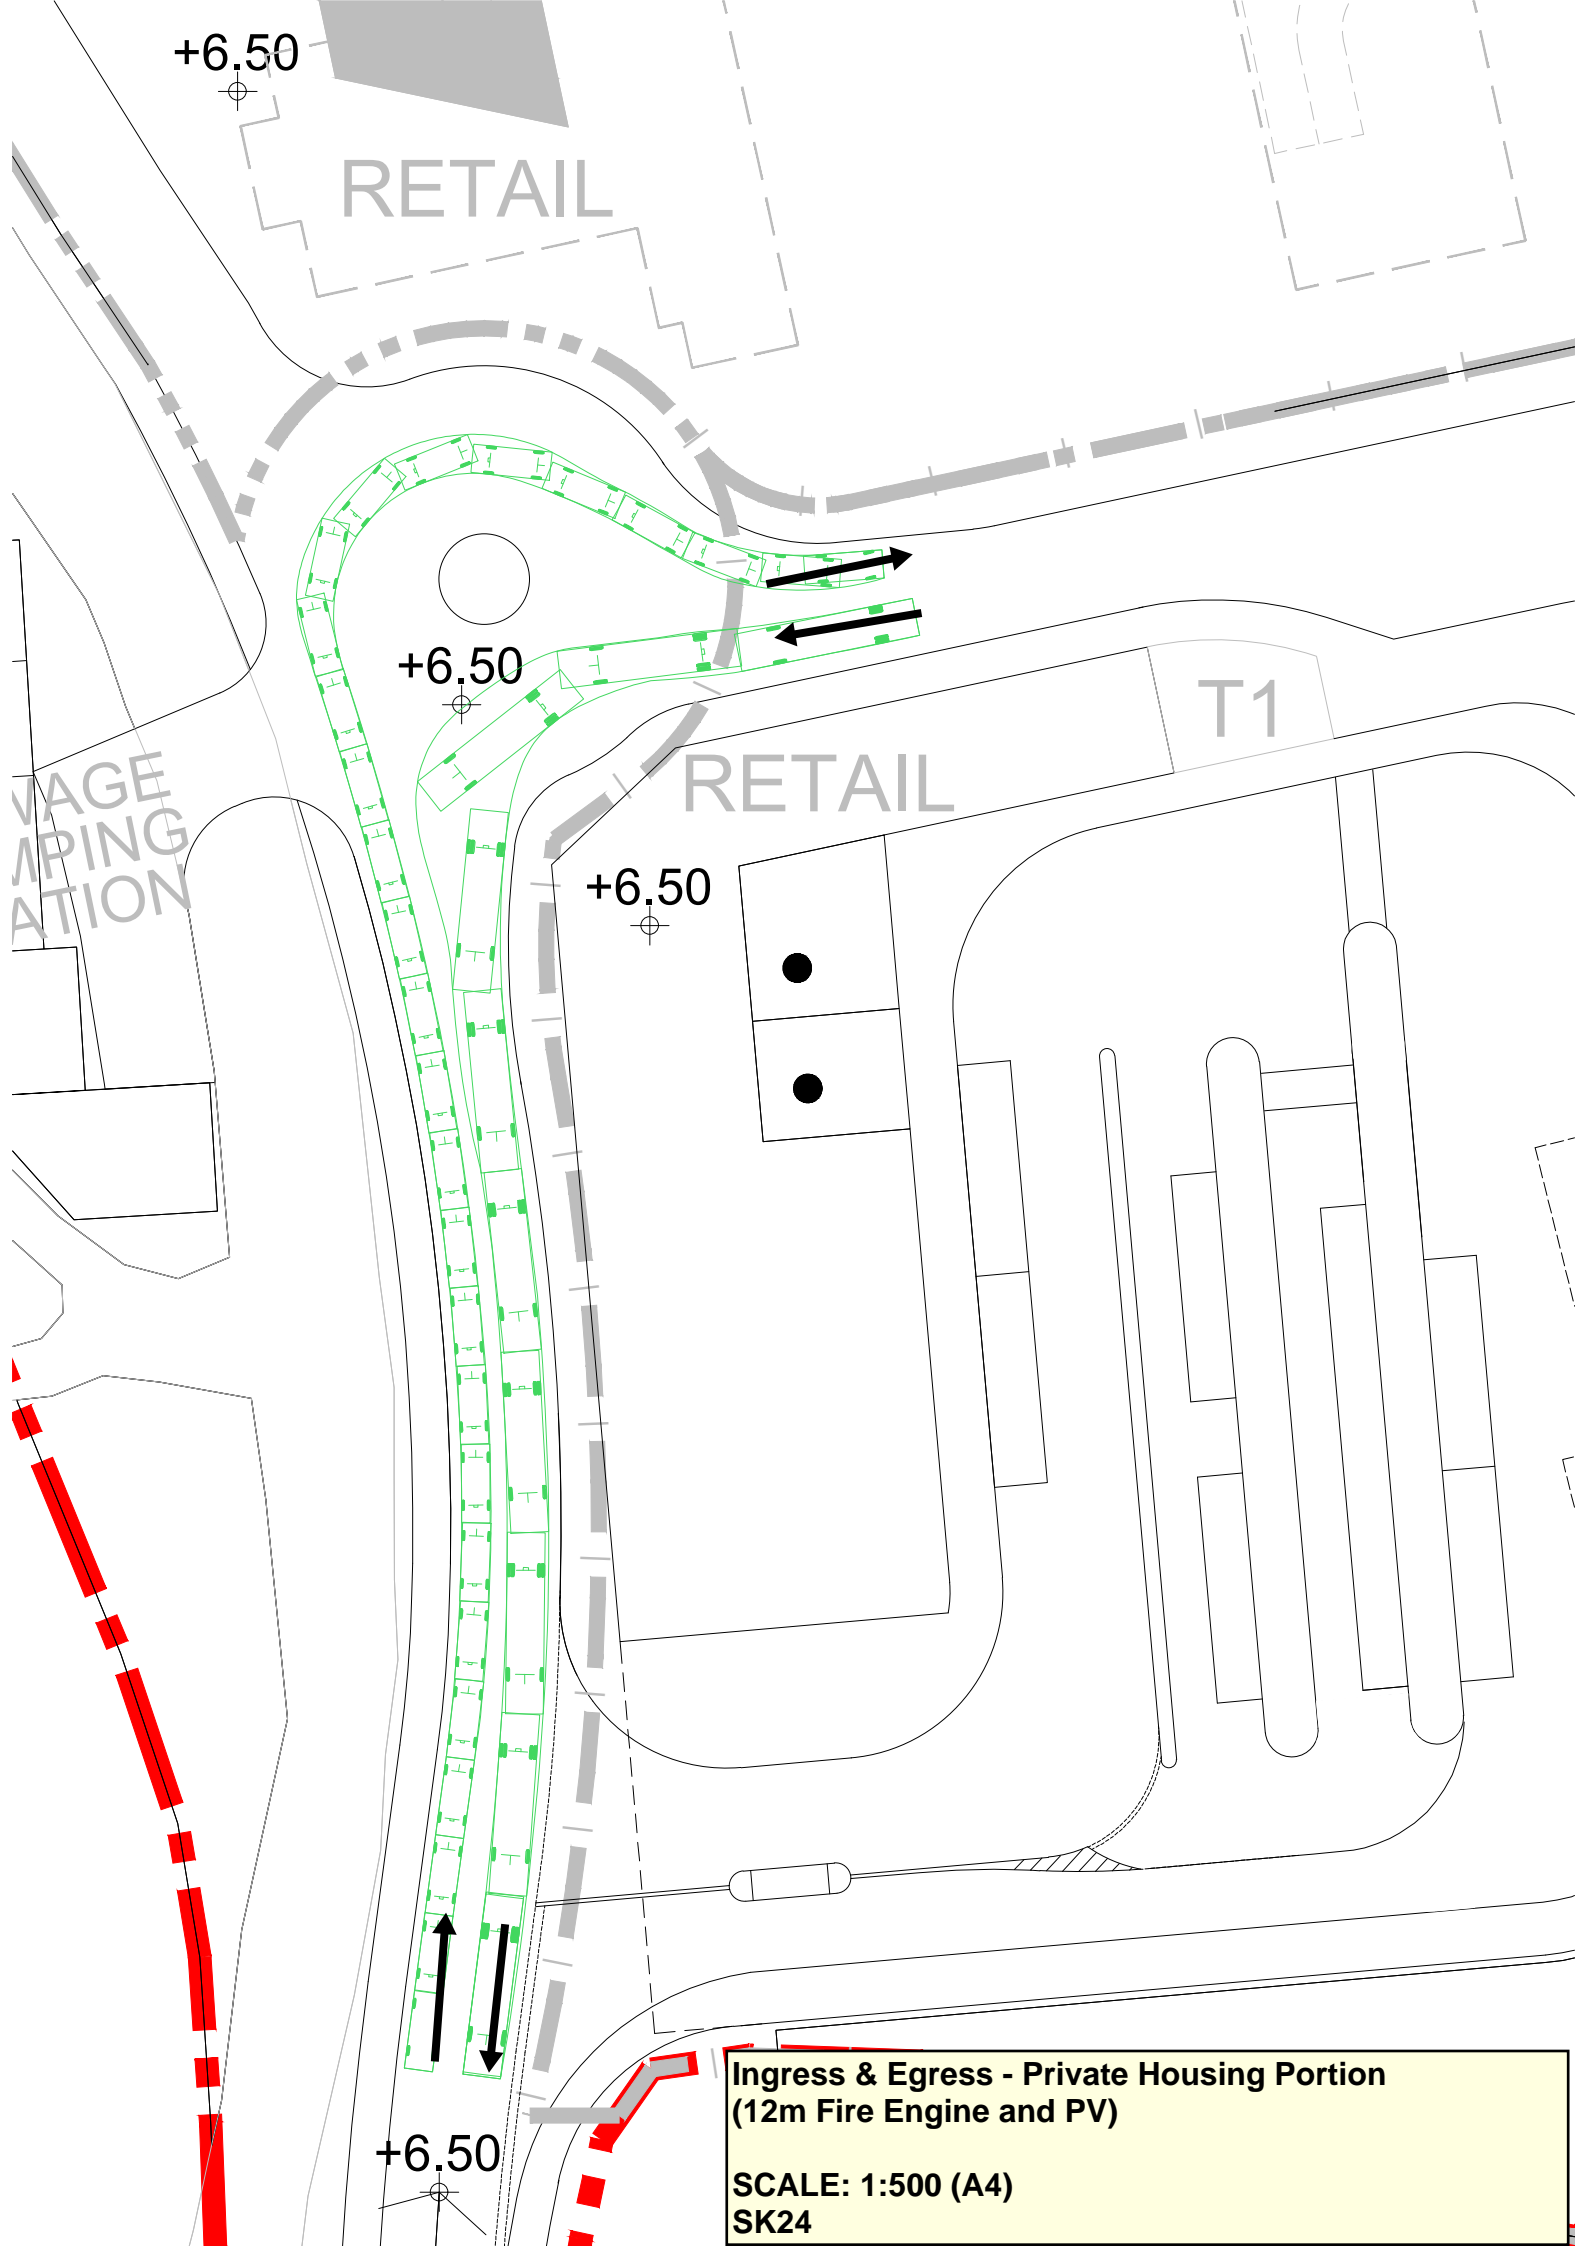 +6.50
RETAIL
+6.50
T1
RETAIL
+6.50
+6.50
Ingress & Egress - Private Housing Portion
(12m Fire Engine and PV)
SCALE: 1:500 (A4)
SK24